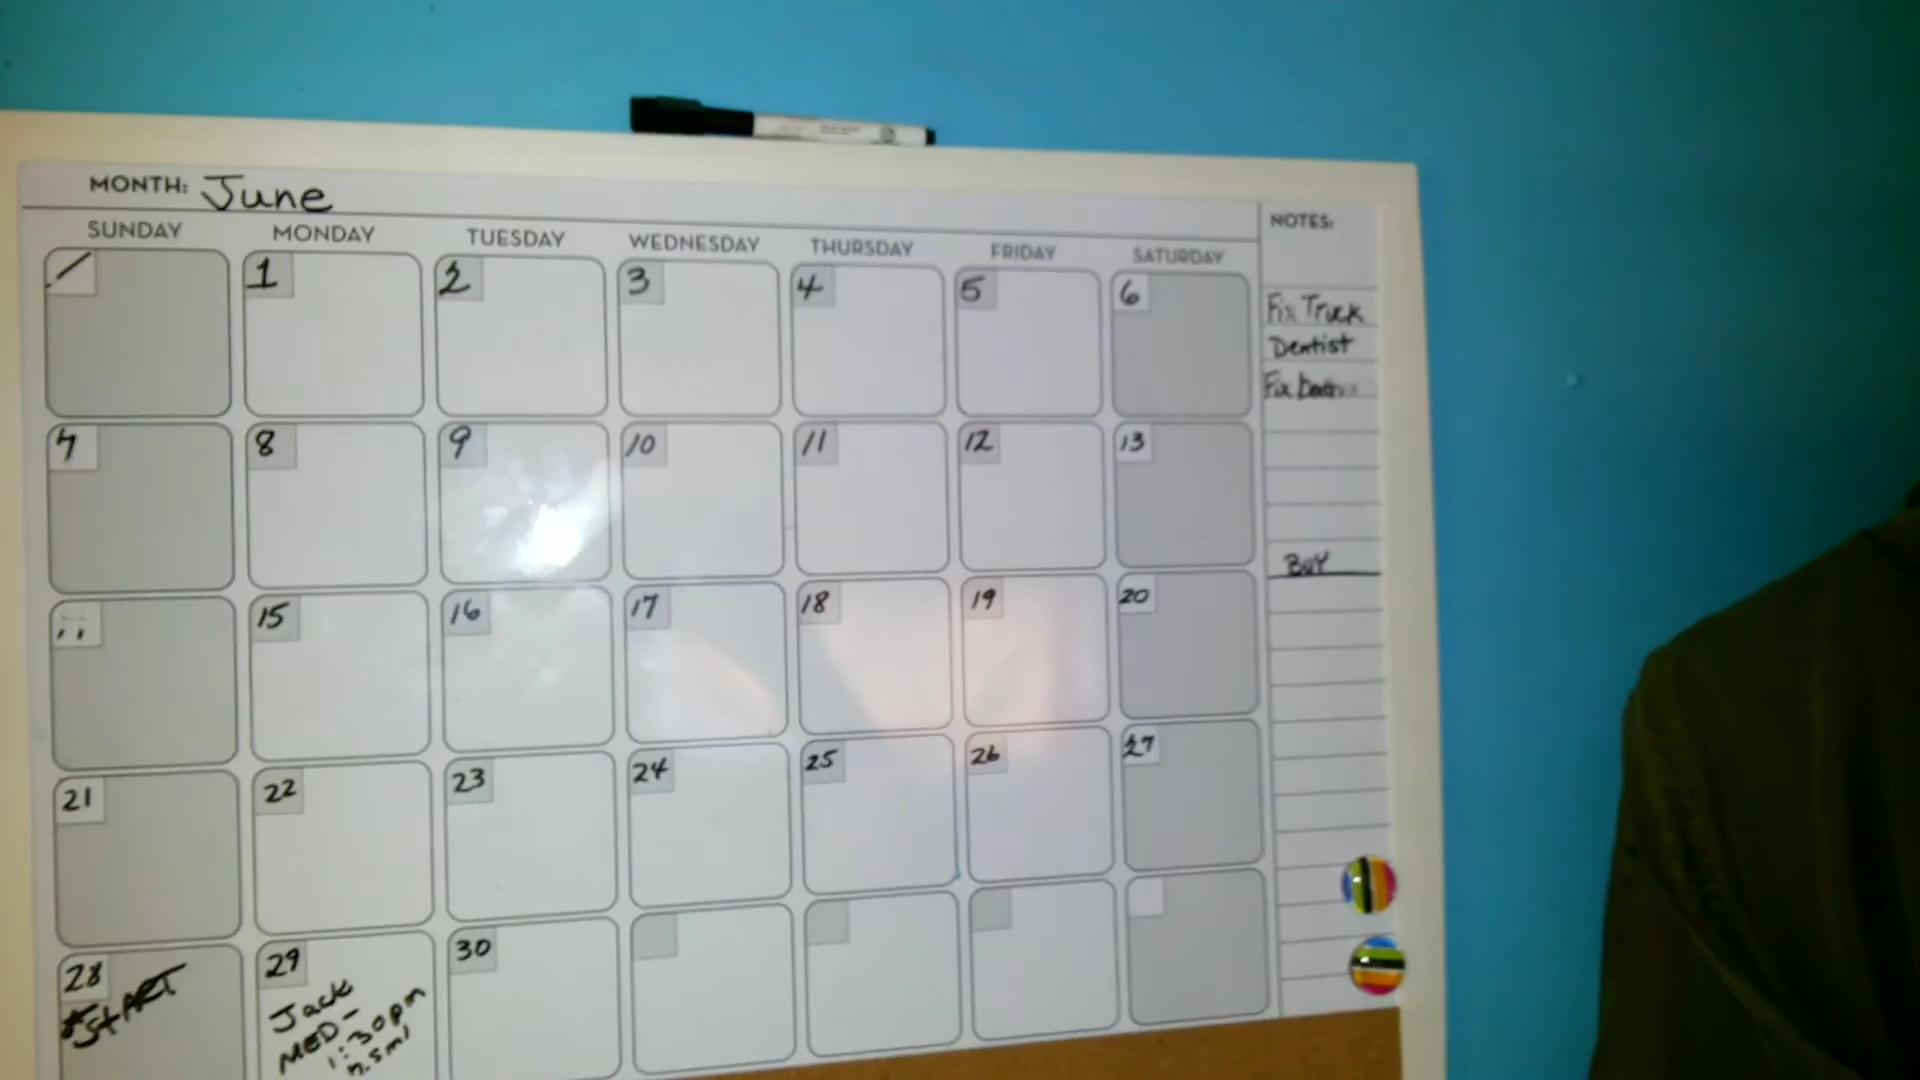 MONTH: June
NOTES:
SUNDAY MONDAY TUESDAY WEDNESDAY THURSDAY FRIDAY SATURDAY
1 2 3 4 5 6
Fix Truck
Dentist
Fix
7 8 9 10 11 12 13
BUY
15 16 17 18 19 20
21 22 23 24 25 26 27
28 29 30
*START
Jack
MED-
1:30pm